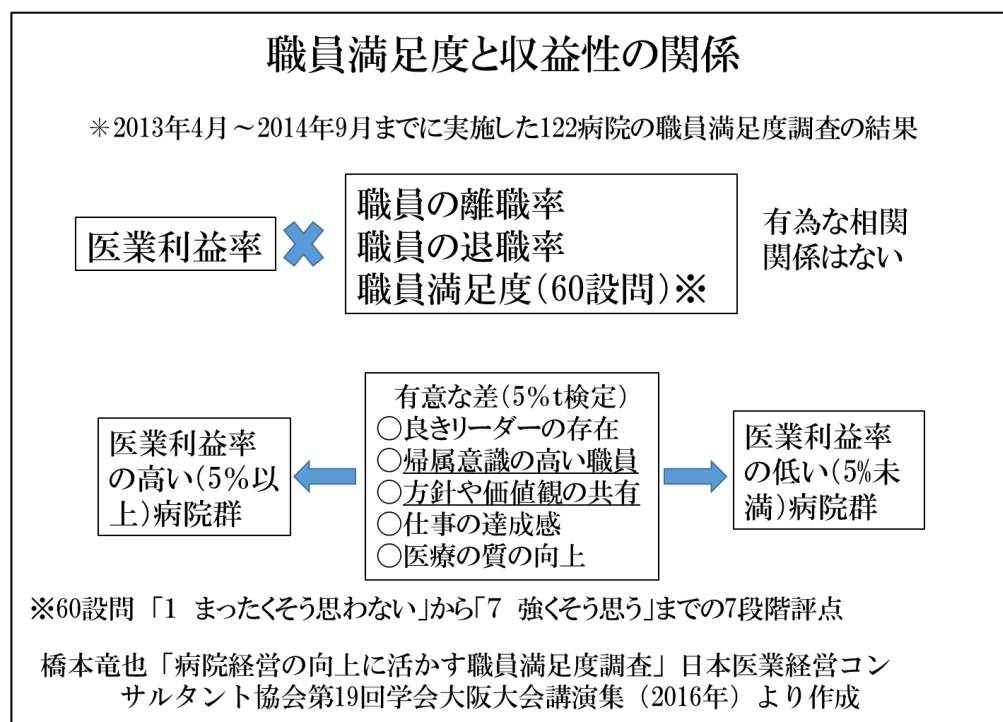 職員満足度と収益性の関係
＊2013年4月～2014年9月までに実施した122病院の職員満足度調査の結果
医業利益率
職員の離職率
職員の退職率
職員満足度（60設問）※
有為な相関
関係はない
医業利益率
の高い（5％以
上）病院群
有意な差（5％t検定）
○良きリーダーの存在
○帰属意識の高い職員
○方針や価値観の共有
○仕事の達成感
○医療の質の向上
医業利益率
の低い（5％未
満）病院群
※60設問 「1 まったくそう思わない」から「7 強くそう思う」までの7段階評点
橋本竜也「病院経営の向上に活かす職員満足度調査」日本医業経営コン
サルタント協会第19回学会大阪大会講演集（2016年）より作成